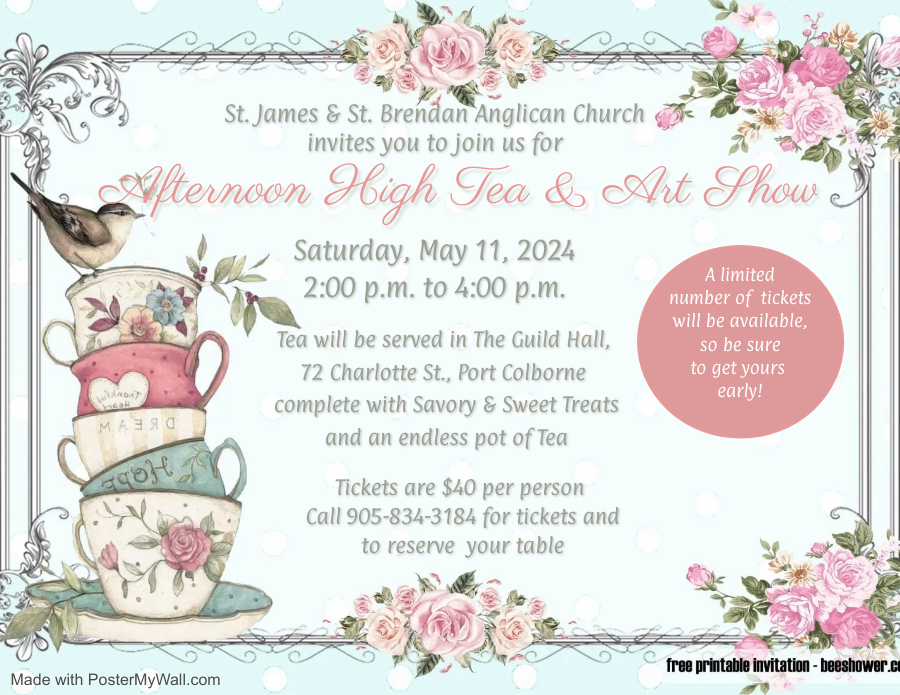 St. James & St. Brendan Anglican Church
invites you to join us for
Afternoon High Tea & Art Show
Saturday, May 11, 2024
2:00 p.m. to 4:00 p.m.
A limited
number of tickets
will be available,
so be sure
to get yours
early!
Tea will be served in The Guild Hall,
72 Charlotte St., Port Colborne
complete with Savory & Sweet Treats
and an endless pot of Tea
Tickets are $40 per person
Call 905-834-3184 for tickets and
to reserve your table
Thankful
Heart
DREAM
HOPE
free printable invitation - beeshower.co
Made with PosterMyWall.com